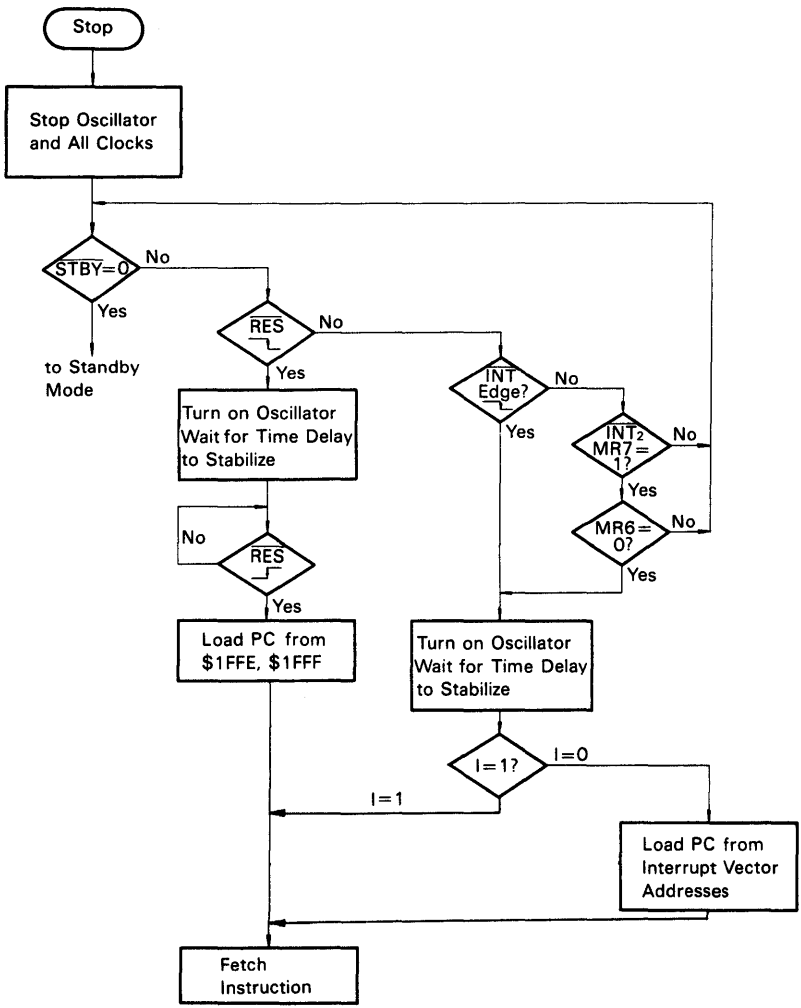 Stop
Stop Oscillator
and All Clocks
STBY=0
No
Yes
to Standby
Mode
RES
No
Yes
Turn on Oscillator
Wait for Time Delay
to Stabilize
No
RES
Yes
Load PC from
$1FFE, $1FFF
INT
Edge?
No
Yes
INT2
MR7=
1?
No
Yes
MR6=
0?
No
Yes
Turn on Oscillator
Wait for Time Delay
to Stabilize
I=1?
I=0
I=1
Load PC from
Interrupt Vector
Addresses
Fetch
Instruction